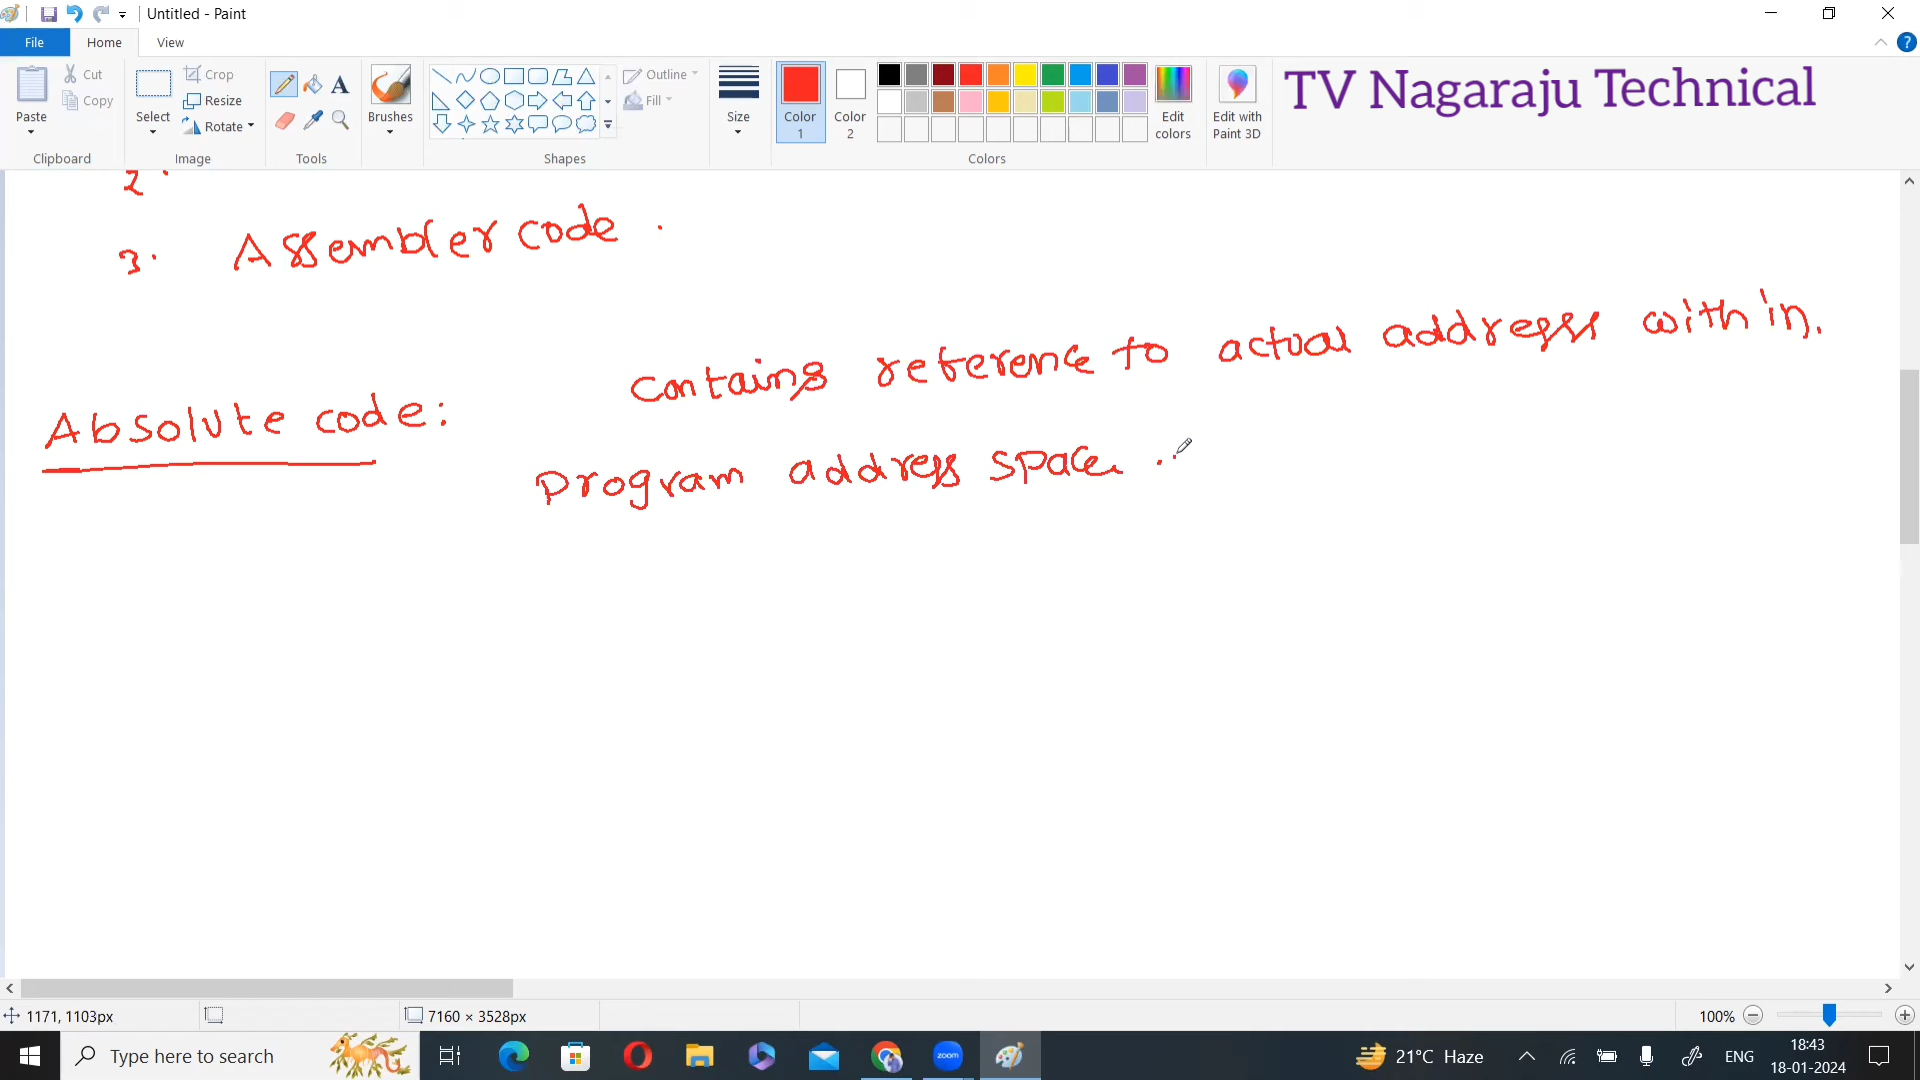 Untitled - Paint
File Home View
Cut
Copy
Paste
Clipboard
Crop
Resize
Rotate
Select
Image
Tools
Brushes
Outline
Fill
Shapes
Size
Color 1
Color 2
Colors
Edit colors
Edit with Paint 3D
TV Nagaraju Technical
2.
3. Assembler code.
Absolute code: Contains reference to actual address within.
Program address space ..
1171, 1103px
7160 × 3528px
100%
Type here to search
zoom
21°C Haze
ENG
18:43
18-01-2024